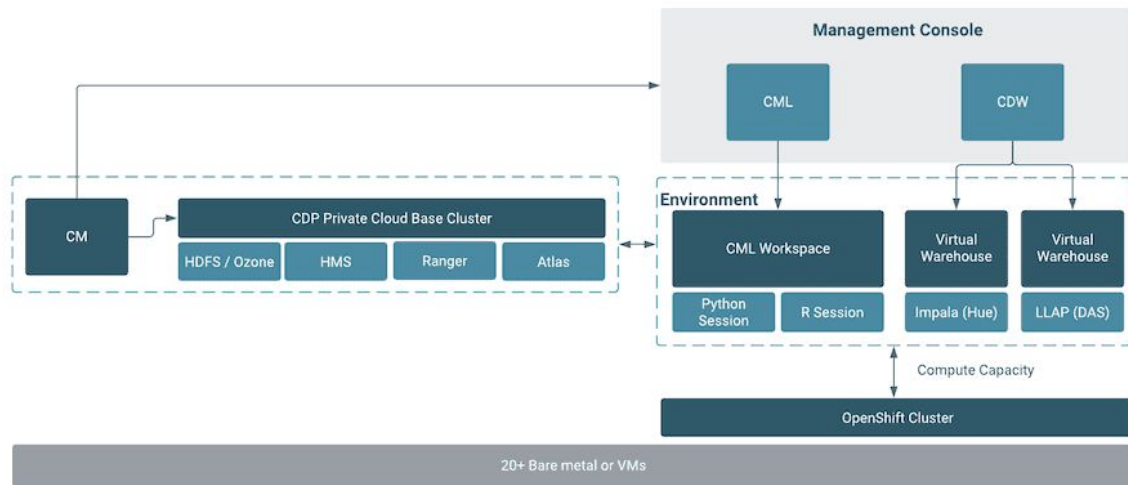 Management Console
CML
CDW
CM
CDP Private Cloud Base Cluster
HDFS / Ozone
HMS
Ranger
Atlas
Environment
CML Workspace
Python
Session
R Session
Virtual
Warehouse
Impala (Hue)
Virtual
Warehouse
LLAP (DAS)
Compute Capacity
OpenShift Cluster
20+ Bare metal or VMs